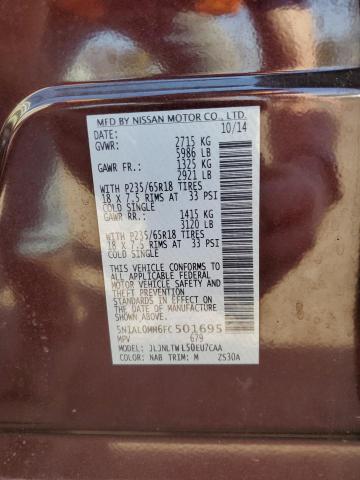 MFD BY NISSAN MOTOR CO., LTD.
DATE: 10/14
GVWR: 2715 KG
5986 LB
GAWR FR.: 1325 KG
2921 LB
WITH P235/65R18 TIRES
18 X 7.5 RIMS AT 33 PSI
COLD SINGLE
GAWR RR.: 1415 KG
3120 LB
WITH P235/65R18 TIRES
18 X 7.5 RIMS AT 33 PSI
COLD SINGLE
THIS VEHICLE CONFORMS TO
ALL APPLICABLE FEDERAL
MOTOR VEHICLE SAFETY AND
STANDARDS IN EFFECT ON
THE DATE OF MANUFACTURE
SHOWN ABOVE.
5N1AL0MM6FC501695
MPV 679
MODEL: JLJNLTWL50EU7CAA
COLOR: NAB TRIM: M ZS30A